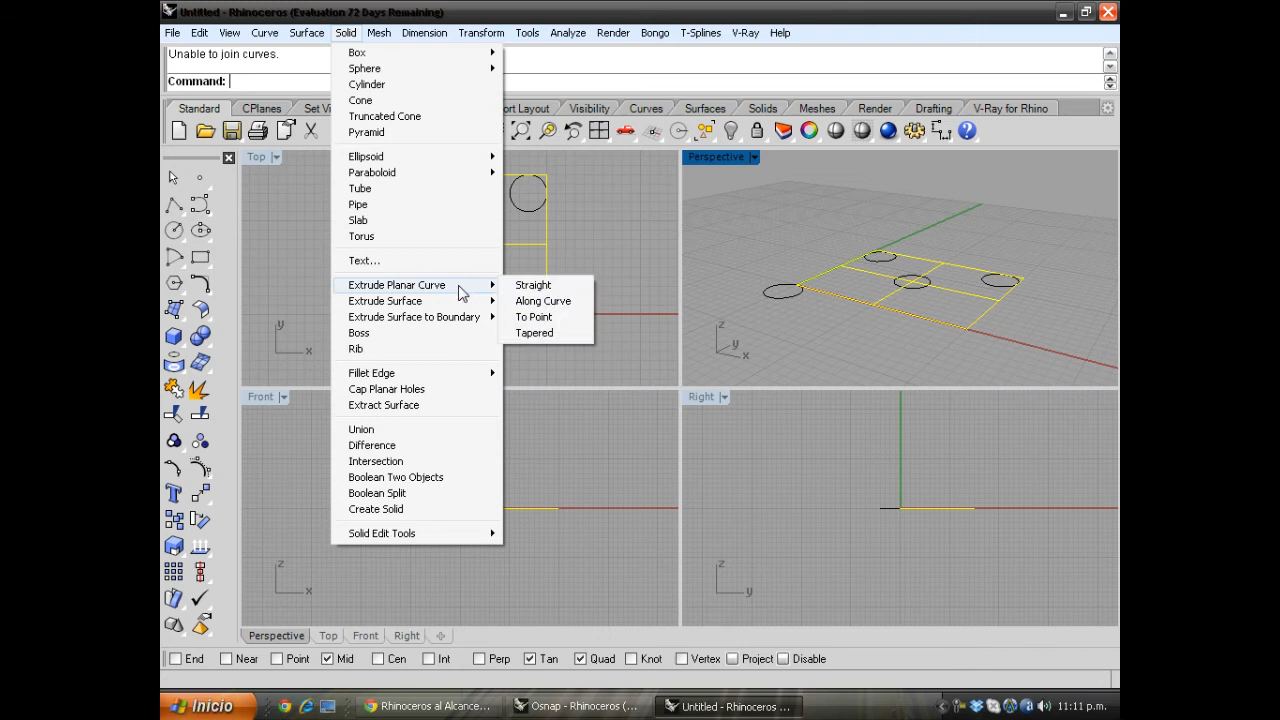 Untitled - Rhinoceros (Evaluation 72 Days Remaining)
File Edit View Curve Surface Solid Mesh Dimension Transform Tools Analyze Render Bongo T-Splines V-Ray Help
Unable to join curves.
Command:
Standard CPlanes Set Vi ort Layout Visibility Curves Surfaces Solids Meshes Render Drafting V-Ray for Rhino
Box
Sphere
Cylinder
Cone
Truncated Cone
Pyramid
Ellipsoid
Paraboloid
Tube
Pipe
Slab
Torus
Text...
Extrude Planar Curve
Extrude Surface
Extrude Surface to Boundary
Boss
Rib
Fillet Edge
Cap Planar Holes
Extract Surface
Union
Difference
Intersection
Boolean Two Objects
Boolean Split
Create Solid
Solid Edit Tools
Straight
Along Curve
To Point
Tapered
Top
y
x
Perspective
z
y
x
Front
z
x
Right
z
y
Perspective Top Front Right
End Near Point Mid Cen Int Perp Tan Quad Knot Vertex Project Disable
Inicio Rhinoceros al Alcance... Osnap - Rhinoceros (... Untitled - Rhinoceros ... 11:11 p.m.